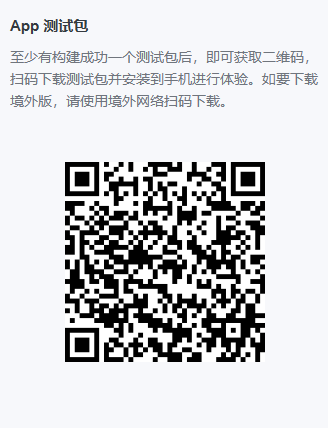 App 测试包
至少有构建成功一个测试包后，即可获取二维码，
扫码下载测试包并安装到手机进行体验。如要下载
境外版，请使用境外网络扫码下载。